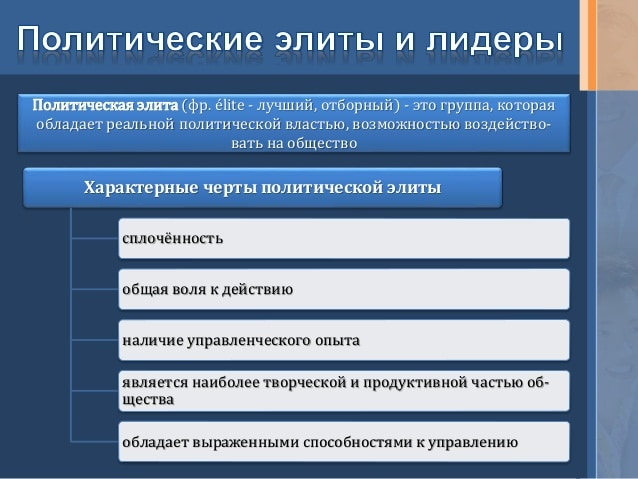 Политические элиты и лидеры
Политическая элита (фр. élite - лучший, отборный) - это группа, которая
обладает реальной политической властью, возможностью воздейство-
вать на общество
Характерные черты политической элиты
сплочённость
общая воля к действию
наличие управленческого опыта
является наиболее творческой и продуктивной частью об-
щества
обладает выраженными способностями к управлению